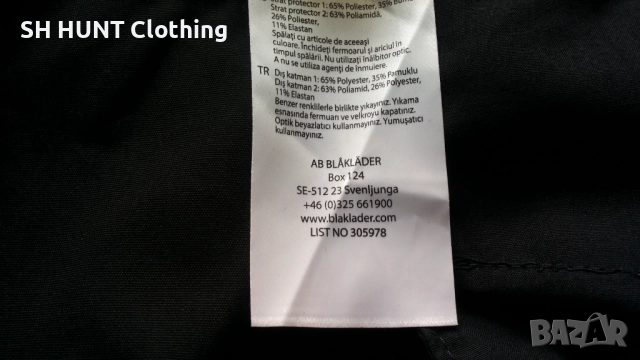 SH HUNT Clothing
Strat protector 1: 65% Poliester, 35% Bumbac
Strat protector 2: 63% Poliamidă,
26% Poliester,
11% Elastan
Spălați cu articole de aceeași
culoare. Închideți fermoarul și ariciul în
timpul spălării. Nu utilizați înălbitor optic.
A nu se utiliza agenți de înmuiere.
TR Dış katman 1: 65% Polyester, 35% Pamuklu
Dış katman 2: 63% Poliamid, 26% Polyester,
11% Elastan
Benzer renklilerle birlikte yıkayınız. Yıkama
esnasında fermuarı ve velkroyu kapatınız.
Optik beyazlatıcı kullanmayınız. Yumuşatıcı
kullanmayınız.
AB BLÅKLÄDER
Box 124
SE-512 23 Svenljunga
+46 (0)325 661900
www.blaklader.com
LIST NO 305978
BAZAR